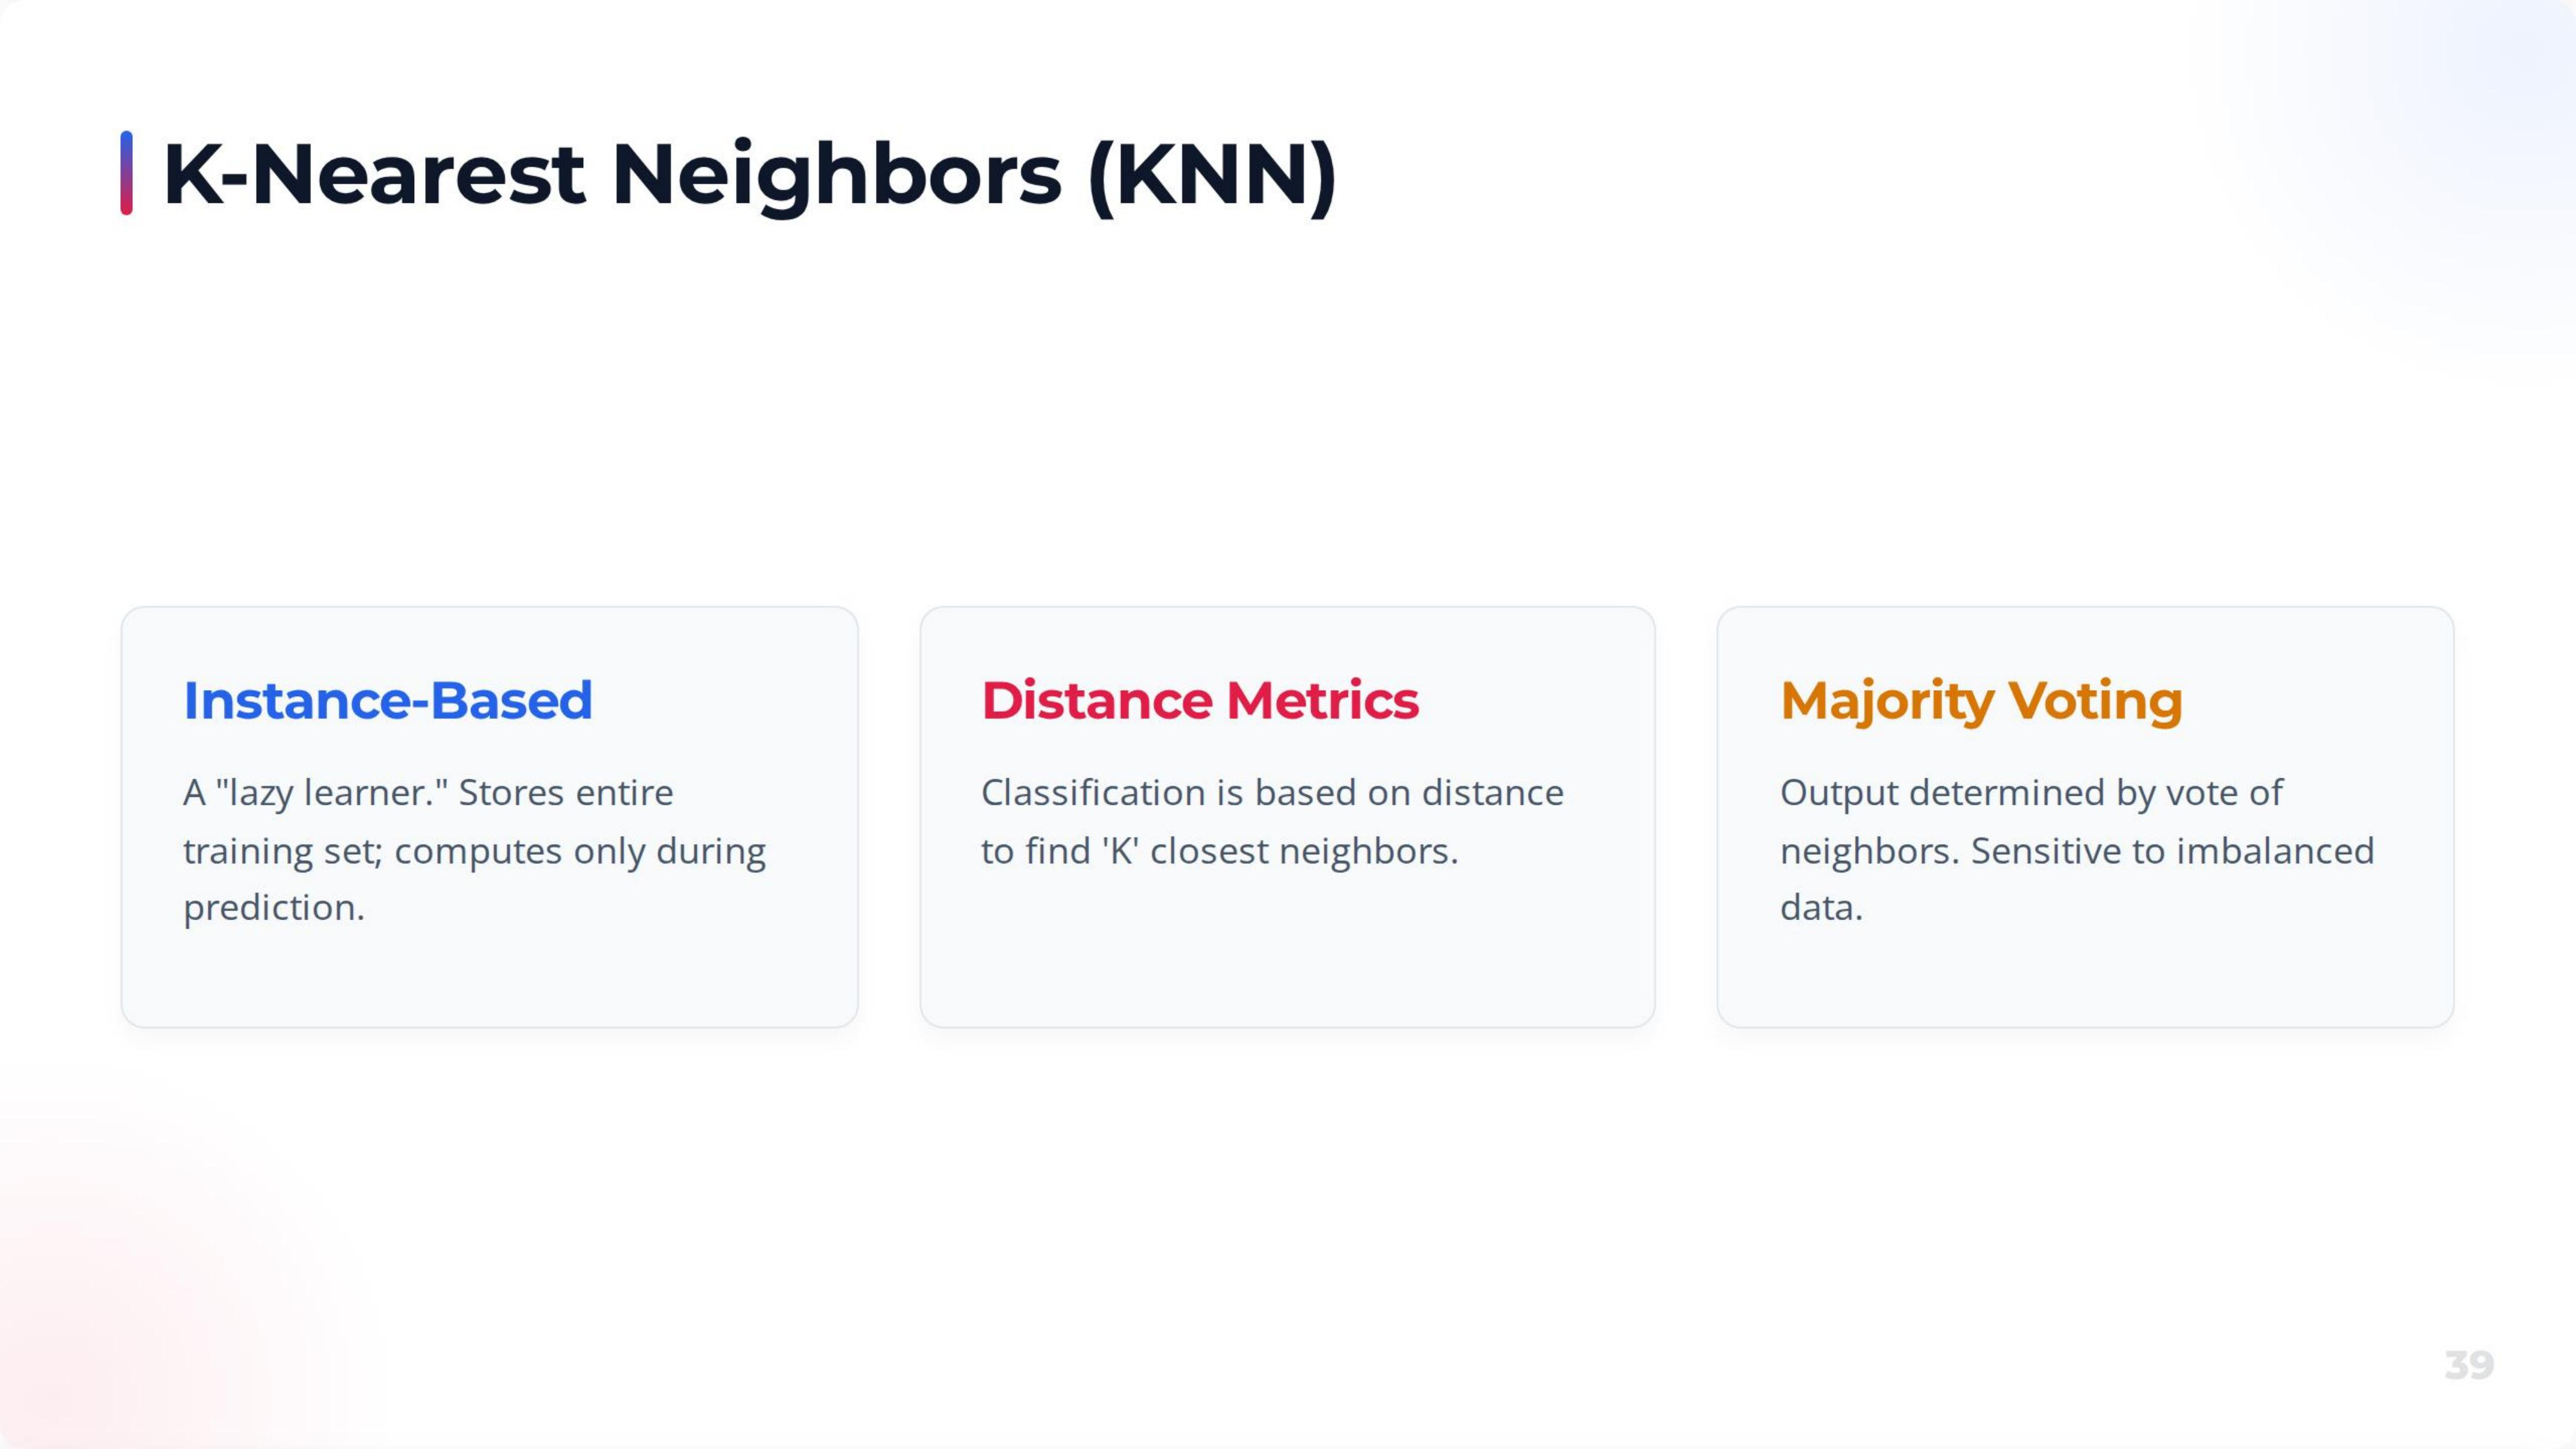 K-Nearest Neighbors (KNN)
Instance-Based
A "lazy learner." Stores entire
training set; computes only during
prediction.
Distance Metrics
Classification is based on distance
to find 'K' closest neighbors.
Majority Voting
Output determined by vote of
neighbors. Sensitive to imbalanced
data.
39